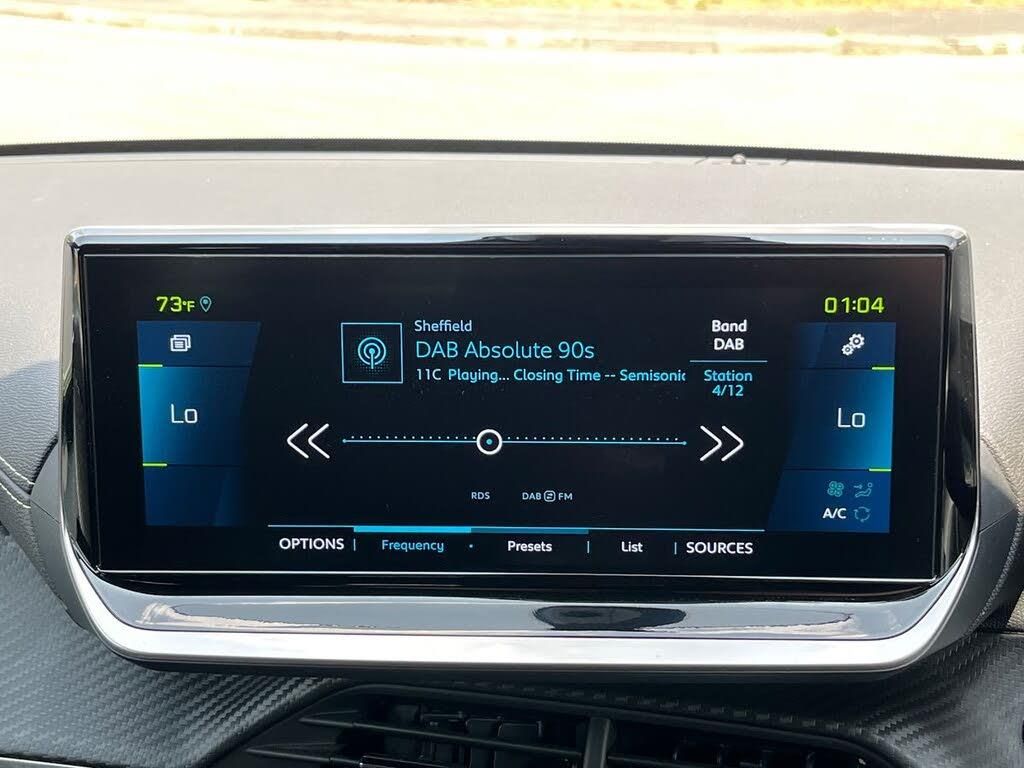 73°F
01:04
Sheffield
DAB Absolute 90s
11C Playing... Closing Time -- Semisonic
Band
DAB
Station
4/12
Lo
Lo
RDS
DAB FM
A/C
OPTIONS | Frequency • Presets | List | SOURCES